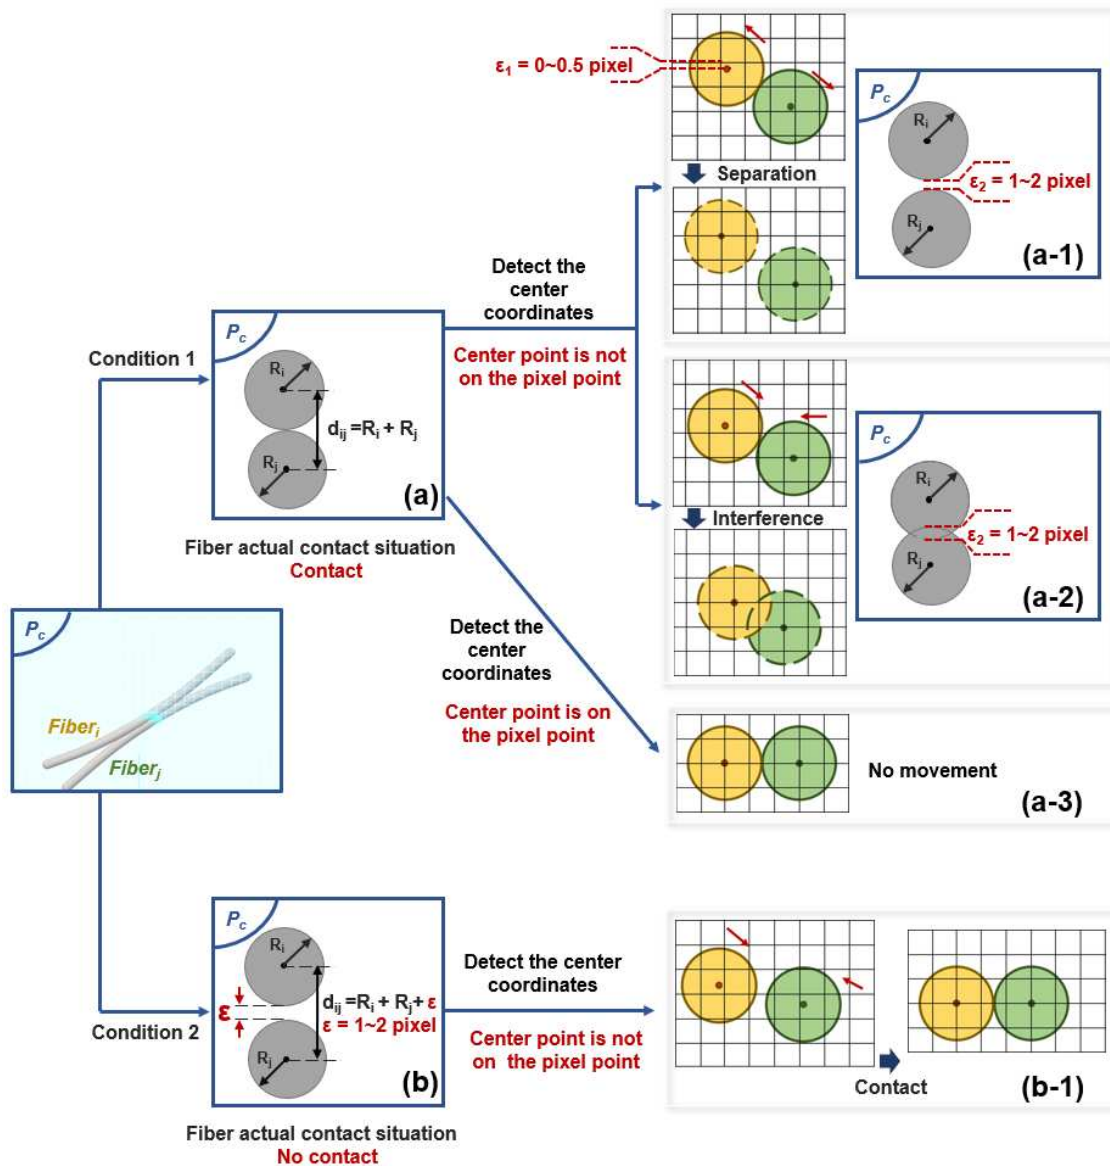 ε1 = 0~0.5 pixel
Separation
Pc
Ri
ε2 = 1~2 pixel
Rj
(a-1)
Detect the
center
coordinates
Center point is not
on the pixel point
Condition 1
Pc
Ri
dij =Ri + Rj
Rj
(a)
Fiber actual contact situation
Contact
Interference
Pc
Ri
ε2 = 1~2 pixel
Rj
(a-2)
Detect the
center
coordinates
Center point is on
the pixel point
No movement
(a-3)
Pc
Fiberi
Fiberj
Condition 2
Pc
Ri
ε
dij =Ri + Rj+ ε
ε = 1~2 pixel
Rj
(b)
Fiber actual contact situation
No contact
Detect the center
coordinates
Center point is not
on the pixel point
Contact
(b-1)